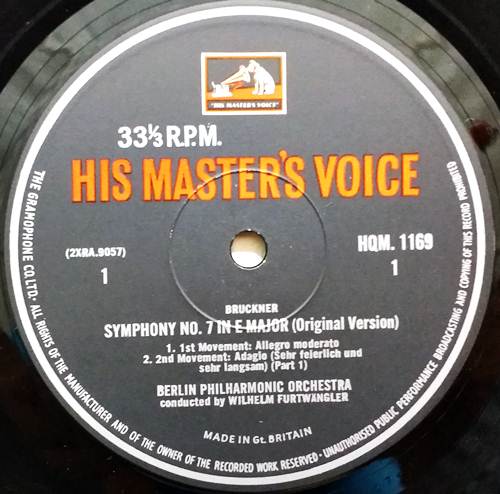 "HIS MASTER'S VOICE"
33⅓ R.P.M.
HIS MASTER'S VOICE
(2XRA.9057)
1
HQM. 1169
1
BRUCKNER
SYMPHONY NO. 7 IN E MAJOR (Original Version)
1. 1st Movement: Allegro moderato
2. 2nd Movement: Adagio (Sehr feierlich und
sehr langsam) (Part 1)
BERLIN PHILHARMONIC ORCHESTRA
conducted by WILHELM FURTWÄNGLER
MADE IN Gt. BRITAIN
THE GRAMOPHONE CO. LTD. · ALL RIGHTS OF THE MANUFACTURER AND OF THE OWNER OF THE RECORDED WORK RESERVED · UNAUTHORISED PUBLIC PERFORMANCE BROADCASTING AND COPYING OF THIS RECORD PROHIBITED